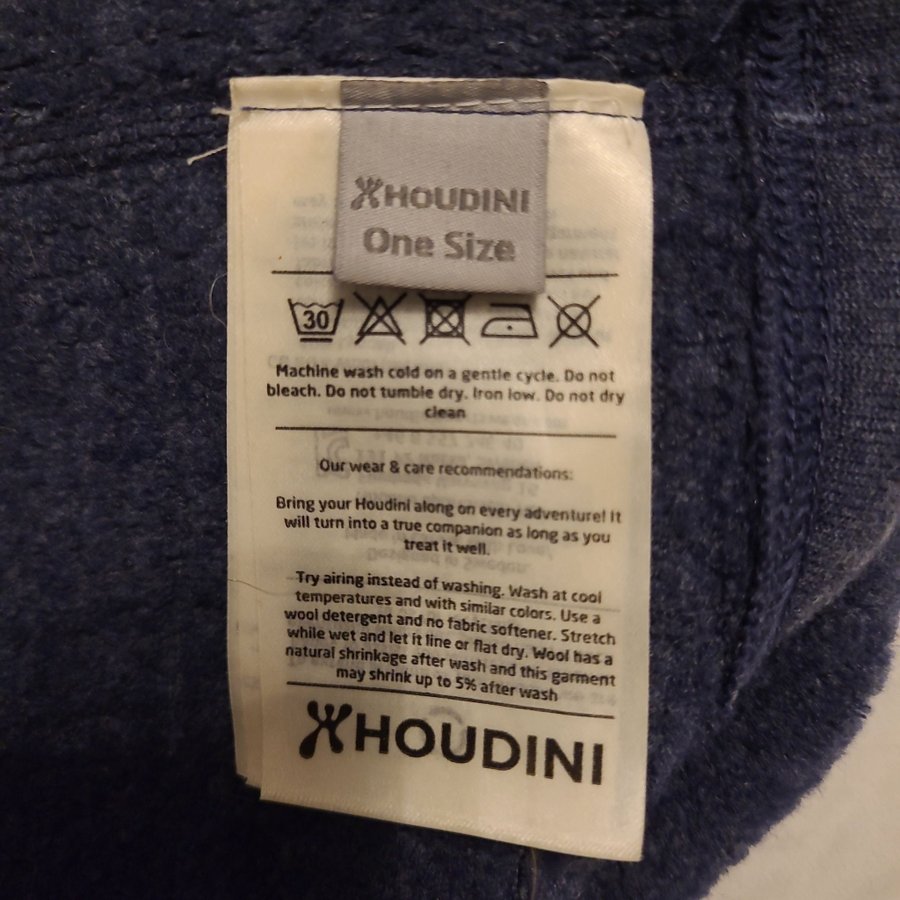 HOUDINI
One Size
30
Machine wash cold on a gentle cycle. Do not
bleach. Do not tumble dry. Iron low. Do not dry
clean
Our wear & care recommendations:
Bring your Houdini along on every adventure! It
will turn into a true companion as long as you
treat it well.
Try airing instead of washing. Wash at cool
temperatures and with similar colors. Use a
wool detergent and no fabric softener. Stretch
while wet and let it line or flat dry. Wool has a
natural shrinkage after wash and this garment
may shrink up to 5% after wash
HOUDINI